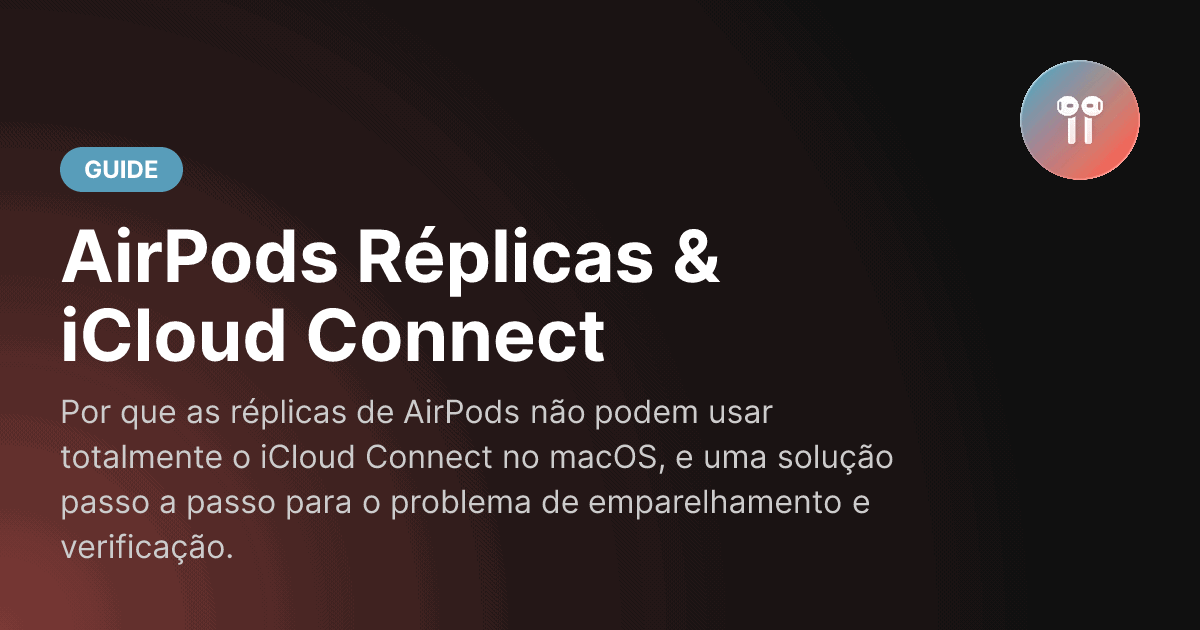 GUIDE
AirPods Réplicas &
iCloud Connect
Por que as réplicas de AirPods não podem usar
totalmente o iCloud Connect no macOS, e uma solução
passo a passo para o problema de emparelhamento e
verificação.